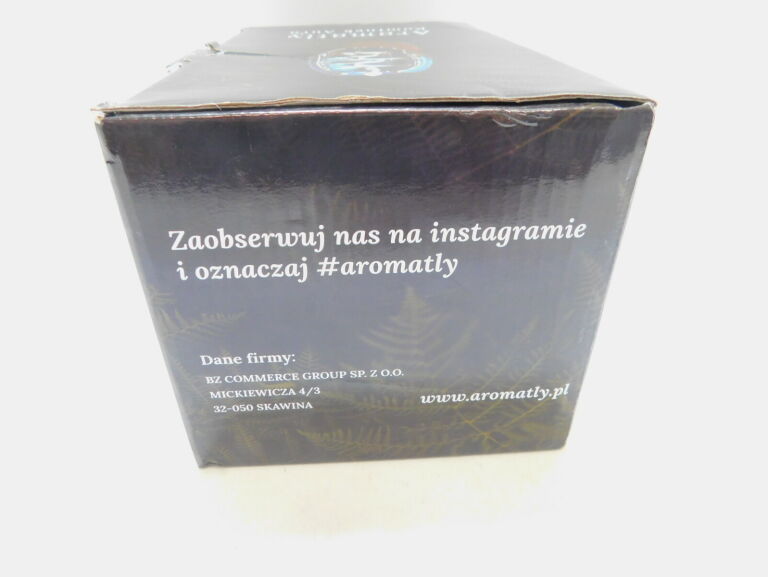 Aromatly
Zaobserwuj nas na instagramie
i oznaczaj #aromatly
Dane firmy:
BZ COMMERCE GROUP SP. Z O.O.
MICKIEWICZA 4/3
32-050 SKAWINA
www.aromatly.pl